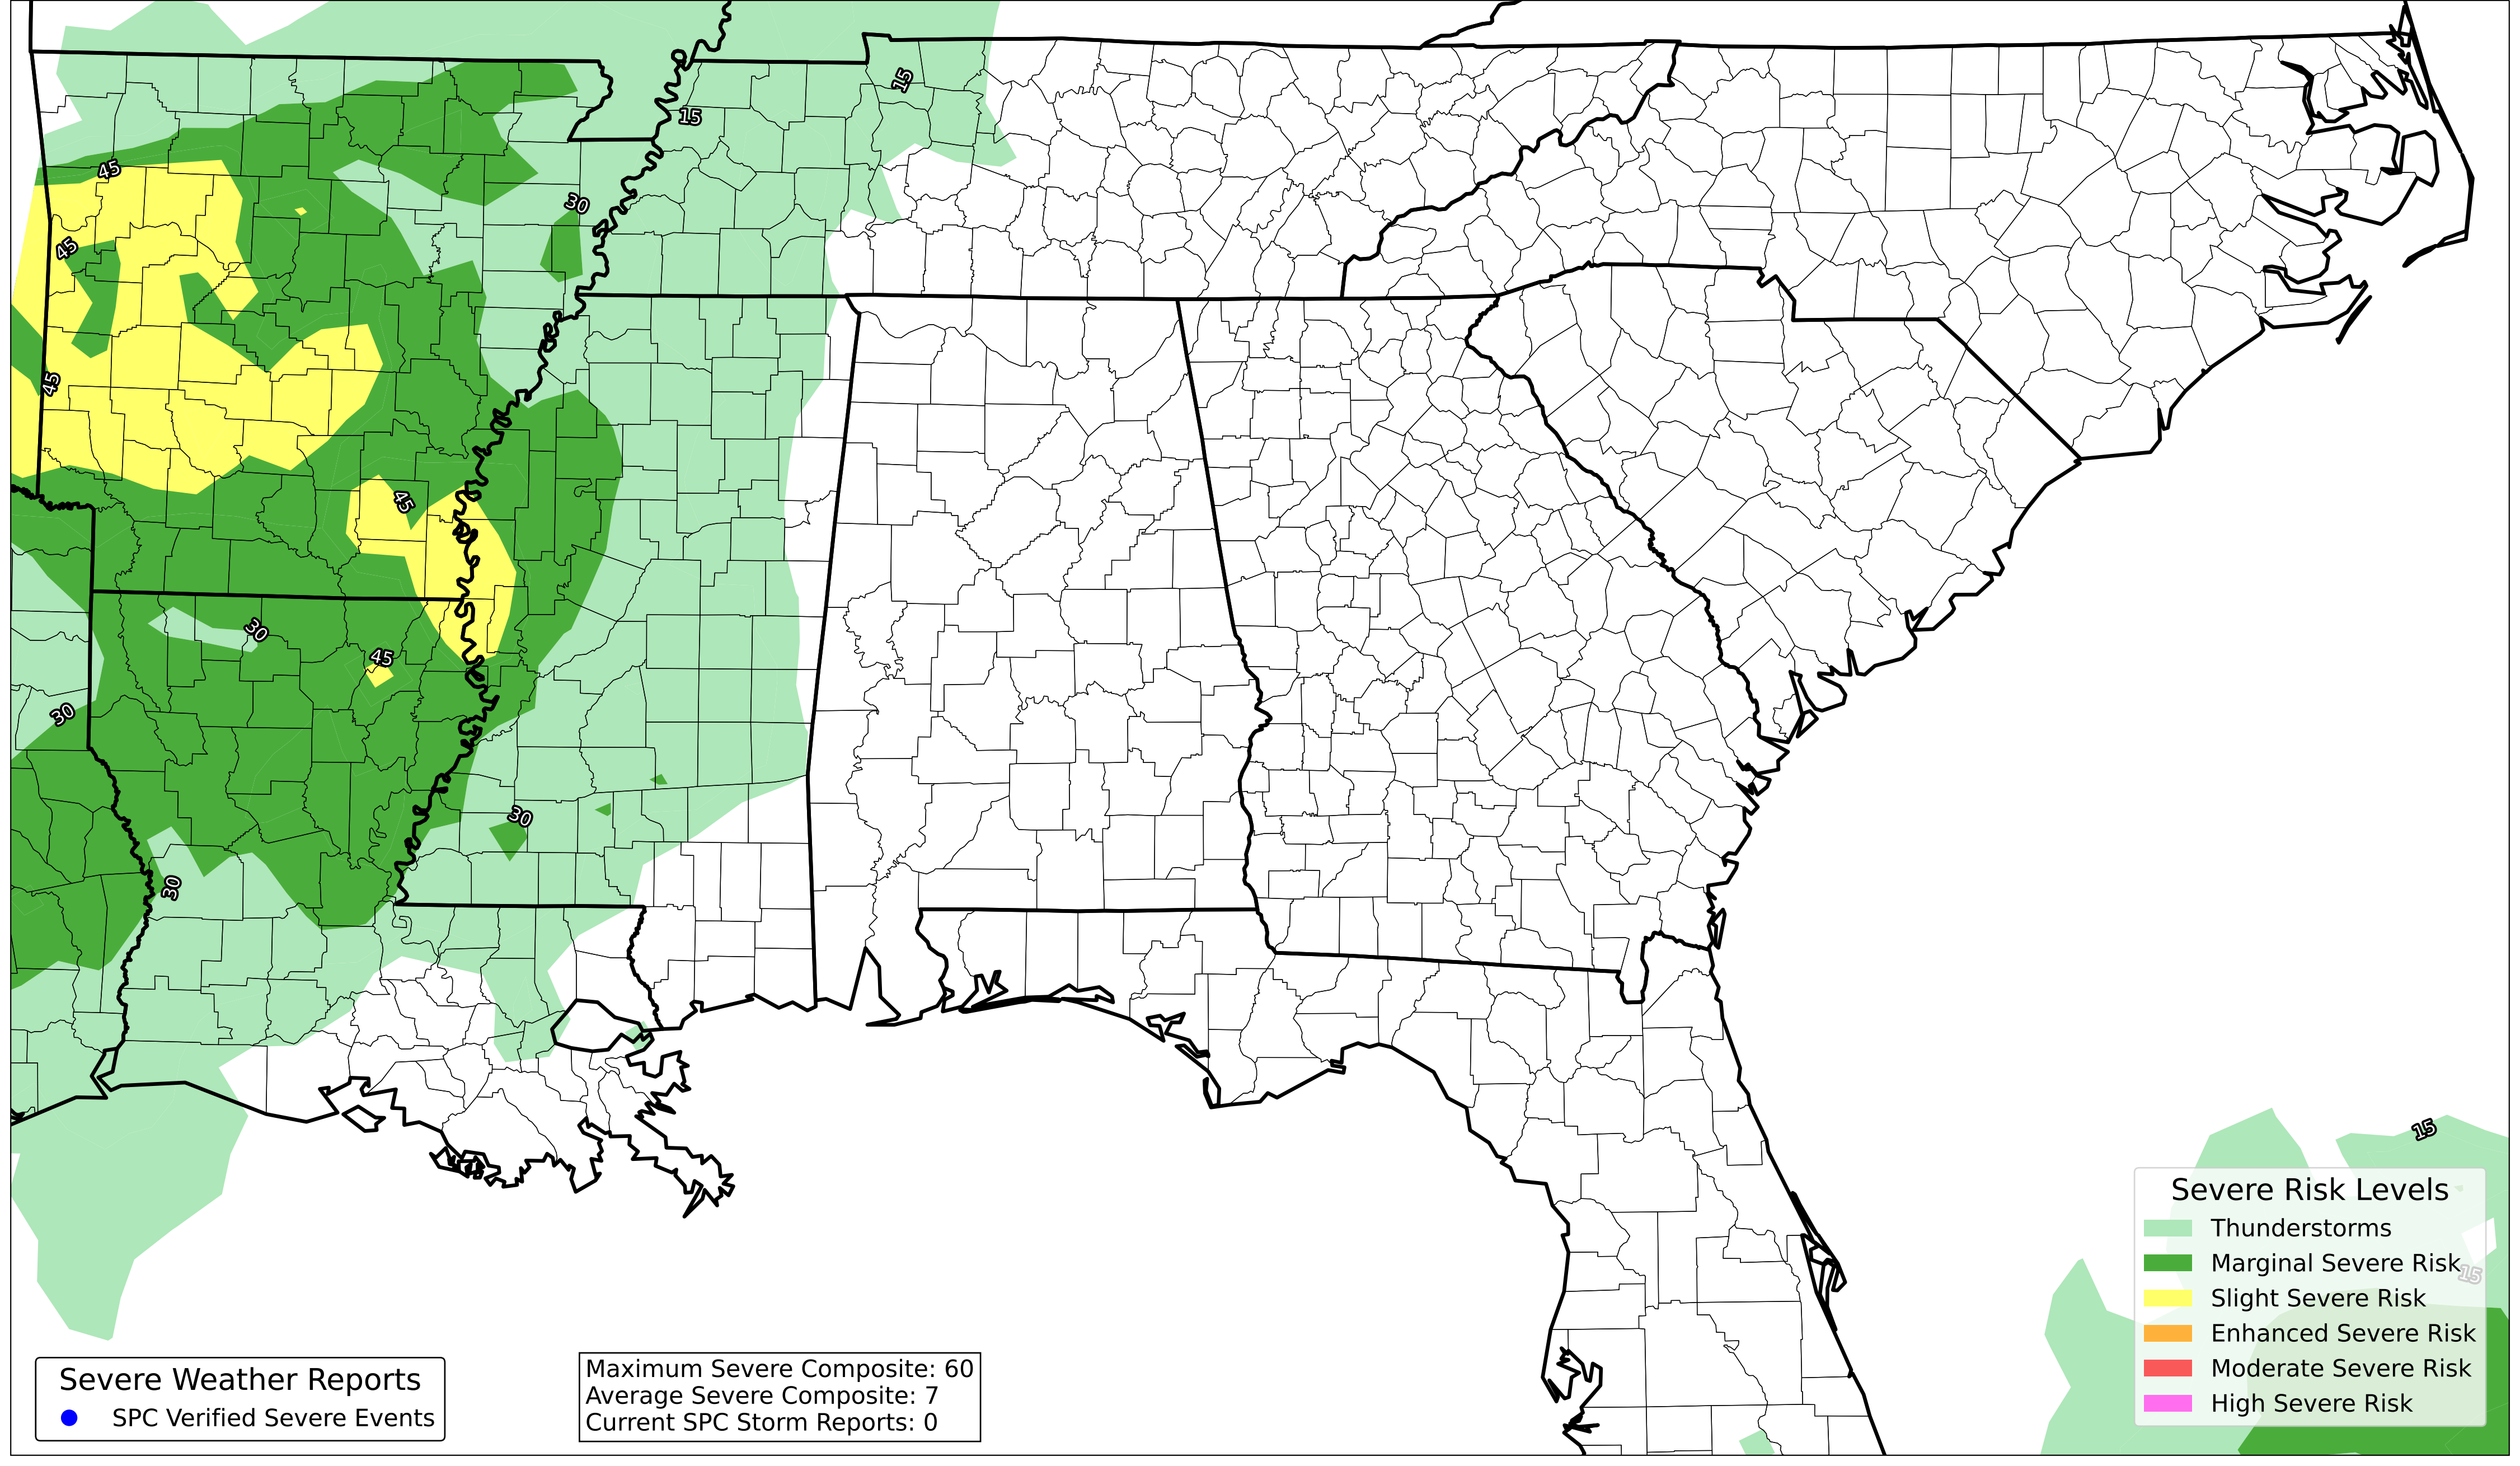 15
15
45
30
45
45
45
30
45
30
30
30
15
15
Severe Risk Levels
Thunderstorms
Marginal Severe Risk
Slight Severe Risk
Enhanced Severe Risk
Moderate Severe Risk
High Severe Risk
Severe Weather Reports
SPC Verified Severe Events
Maximum Severe Composite: 60
Average Severe Composite: 7
Current SPC Storm Reports: 0